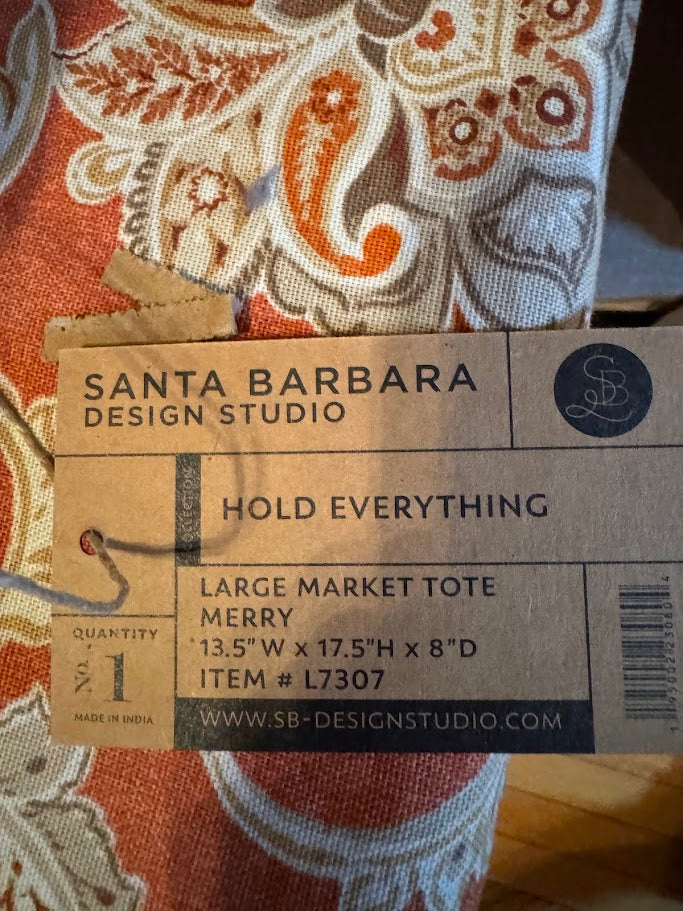 SANTA BARBARA
DESIGN STUDIO
SB
COLLECTION
HOLD EVERYTHING
LARGE MARKET TOTE
MERRY
13.5"W x 17.5"H x 8"D
ITEM # L7307
QUANTITY
NO. 1
MADE IN INDIA
WWW.SB-DESIGNSTUDIO.COM